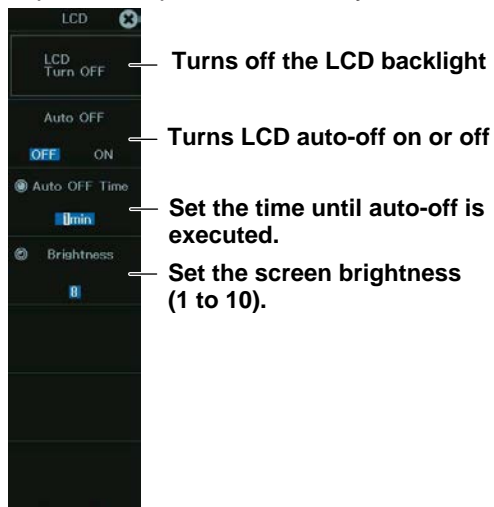 LCD
LCD
Turn OFF
Turns off the LCD backlight
Auto OFF
OFF ON
Turns LCD auto-off on or off
Auto OFF Time
1min
Set the time until auto-off is
executed.
Brightness
8
Set the screen brightness
(1 to 10).